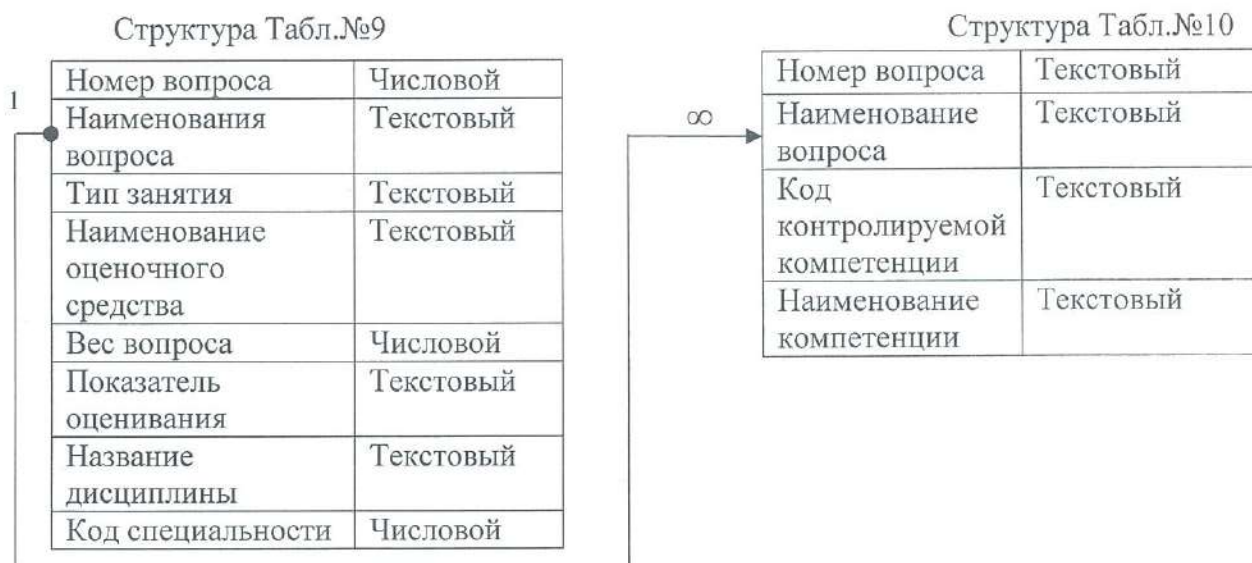 Структура Табл.№9
1
Номер вопроса Числовой
Наименования Текстовый
вопроса
Тип занятия Текстовый
Наименование Текстовый
оценочного
средства
Вес вопроса Числовой
Показатель Текстовый
оценивания
Название Текстовый
дисциплины
Код специальности Числовой
Структура Табл.№10
∞
Номер вопроса Текстовый
Наименование Текстовый
вопроса
Код Текстовый
контролируемой
компетенции
Наименование Текстовый
компетенции